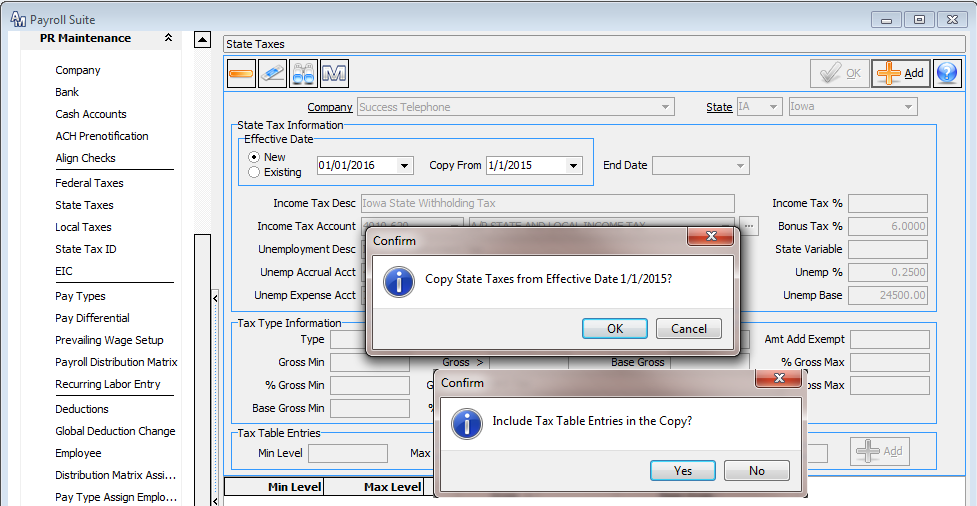 AM Payroll Suite
PR Maintenance
Company
Bank
Cash Accounts
ACH Prenotification
Align Checks
Federal Taxes
State Taxes
Local Taxes
State Tax ID
EIC
Pay Types
Pay Differential
Prevailing Wage Setup
Payroll Distribution Matrix
Recurring Labor Entry
Deductions
Global Deduction Change
Employee
Distribution Matrix Assi...
Pay Type Assign Emplo...
State Taxes
M OK Add ?
Company Success Telephone State IA Iowa
State Tax Information
Effective Date
New 01/01/2016 Copy From 1/1/2015 End Date
Existing
Income Tax Desc Iowa State Withholding Tax Income Tax %
Income Tax Account A/P STATE AND LOCAL INCOME TAX ... Bonus Tax % 6.0000
Unemployment Desc State Variable
Unemp Accrual Acct Unemp % 0.2500
Unemp Expense Acct Unemp Base 24500.00
Confirm
Copy State Taxes from Effective Date 1/1/2015?
OK Cancel
Tax Type Information
Type Amt Add Exempt
Gross Min Gross > Base Gross % Gross Max
% Gross Min G ss Max
Base Gross Min %
Confirm
Include Tax Table Entries in the Copy?
Yes No
Tax Table Entries
Min Level Max Add
Min Level Max Level